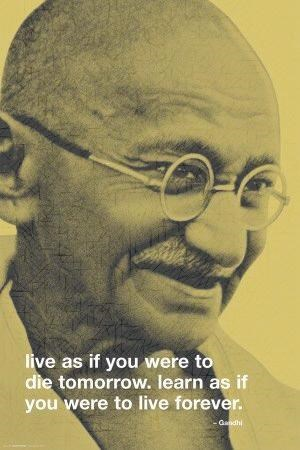 live as if you were to
die tomorrow. learn as if
you were to live forever.
– Gandhi